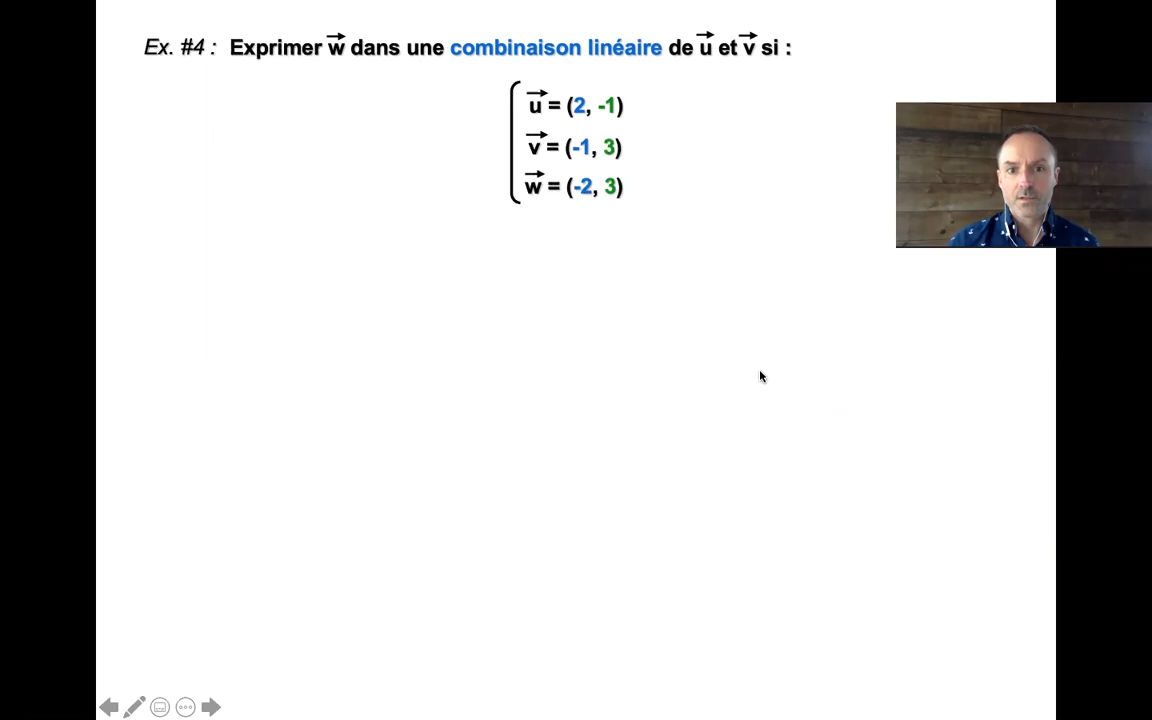 Ex. #4 : Exprimer w dans une combinaison linéaire de u et v si :
u = (2, -1)
v = (-1, 3)
w = (-2, 3)